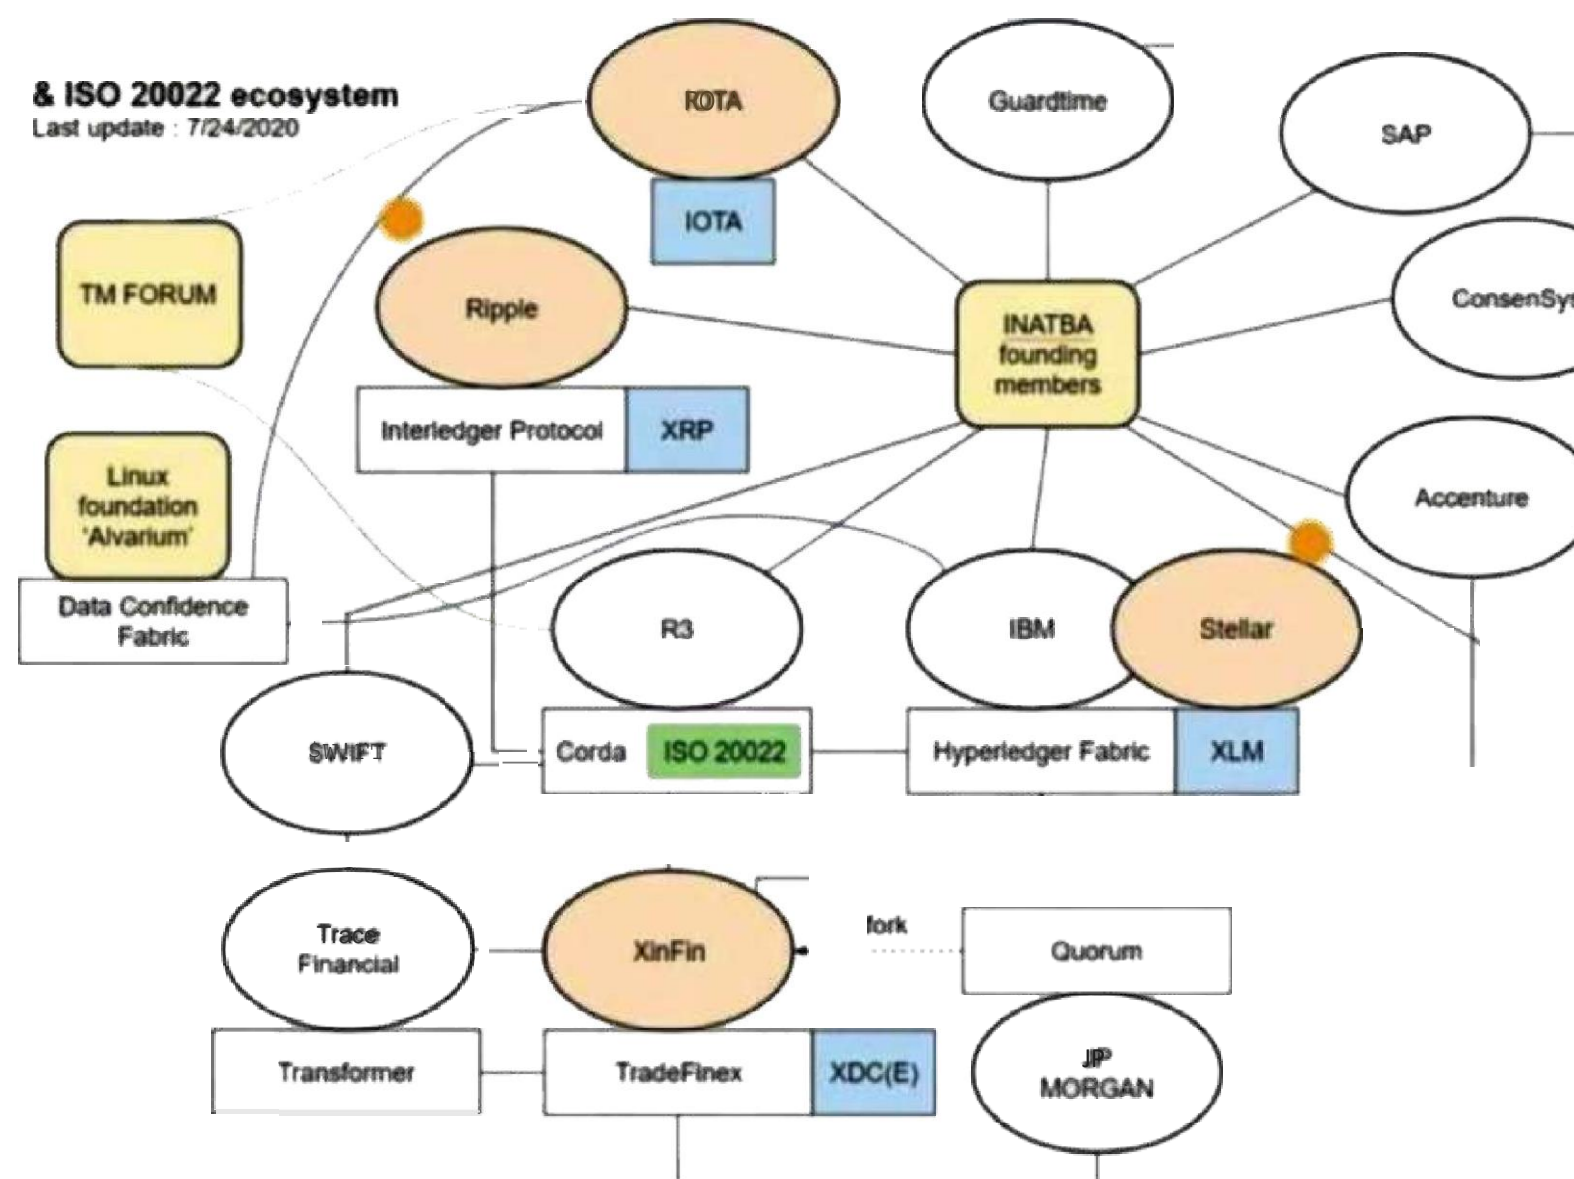 & ISO 20022 ecosystem
Last update : 7/24/2020
IOTA
IOTA
Guardtime
SAP
TM FORUM
Ripple
Interledger Protocol
XRP
INATBA
founding
members
ConsenSys
Linux
foundation
'Alvarium'
Data Confidence
Fabric
Accenture
R3
IBM
Stellar
SWIFT
Corda
ISO 20022
Hyperledger Fabric
XLM
Trace
Financial
XinFin
fork
Quorum
Transformer
TradeFinex
XDC(E)
JP
MORGAN